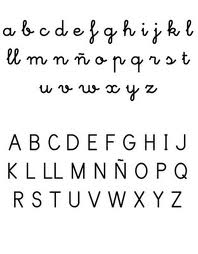 a b c d e f g h i j k l
ll m n ñ o p q r s t
u v w x y z
A B C D E F G H I J
K L LL M N Ñ O P Q
R S T U V W X Y Z